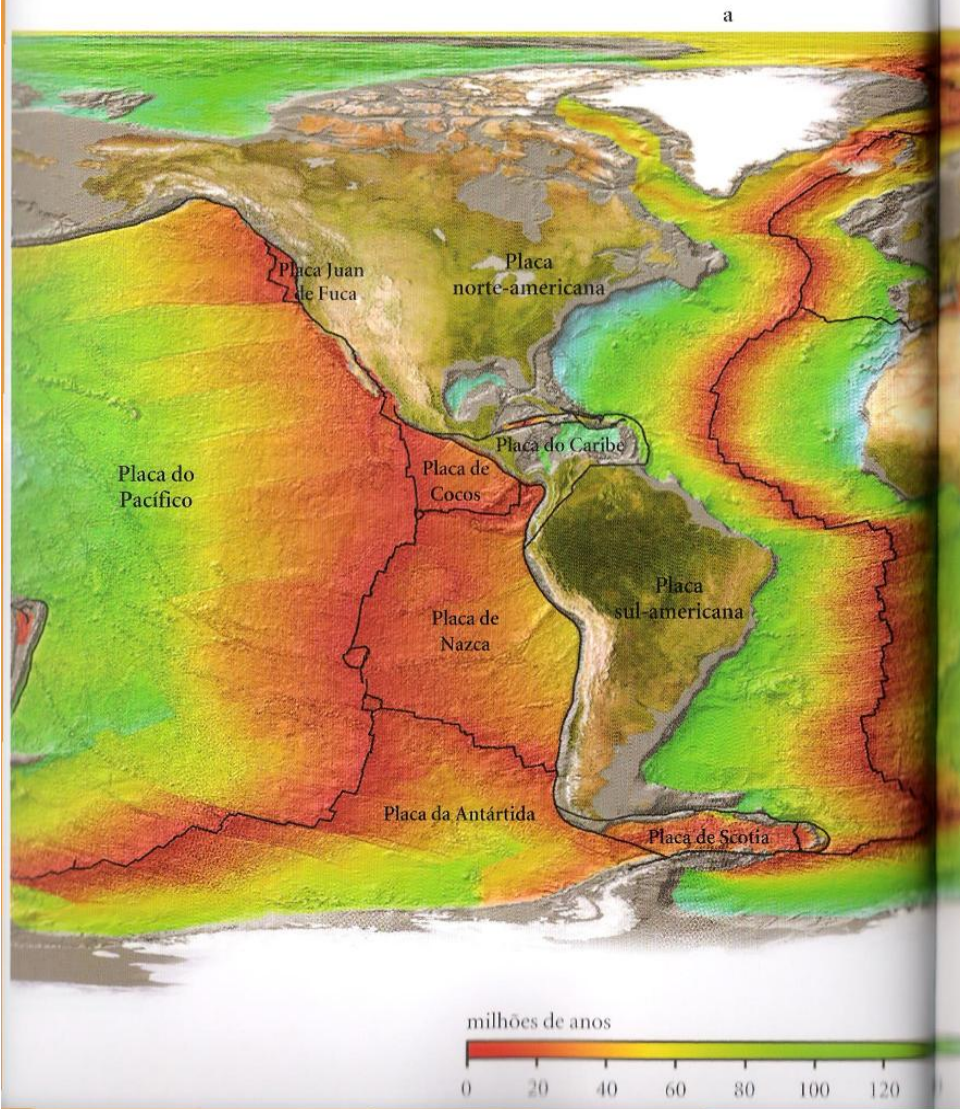 a
Placa Juan
de Fuca
Placa
norte-americana
Placa do Caribe
Placa do
Pacífico
Placa de
Cocos
Placa
sul-americana
Placa de
Nazca
Placa da Antártida
Placa de Scotia
milhões de anos
0 20 40 60 80 100 120